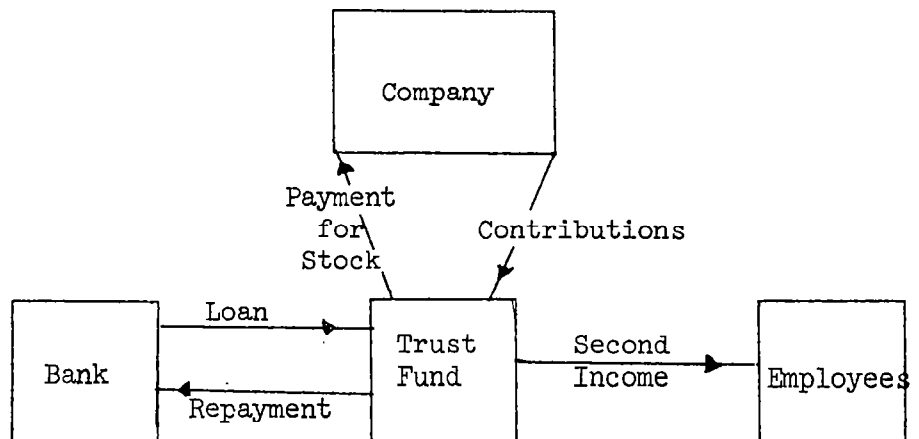 Company
Payment
for
Stock
Contributions
Loan
Repayment
Bank
Trust
Fund
Second
Income
Employees